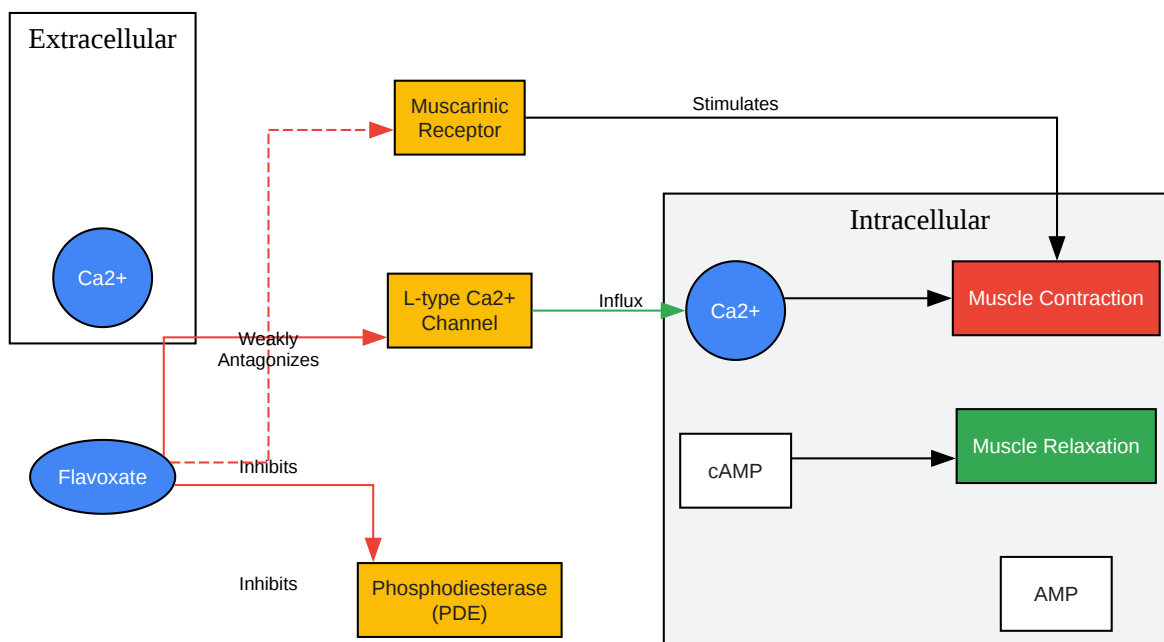 Extracellular
Muscarinic
Receptor
Stimulates
Intracellular
Ca2+
L-type Ca2+
Channel
Influx
Ca2+
Muscle Contraction
Weakly
Antagonizes
Flavoxate
Inhibits
cAMP
Muscle Relaxation
Inhibits
Phosphodiesterase
(PDE)
AMP